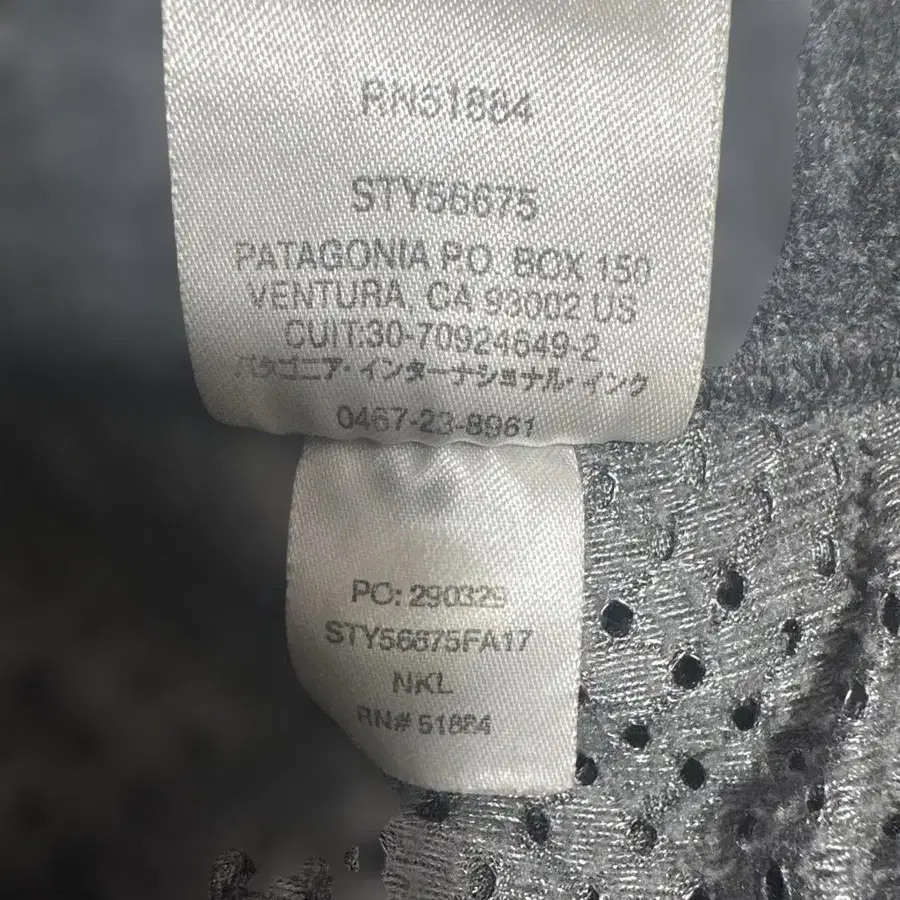 RN51884
STY56675
PATAGONIA P.O. BOX 150
VENTURA, CA 93002 US
CUIT:30-70924649-2
パタゴニア・インターナショナル・インク
0467-23-8961
PO: 290329
STY56675FA17
NKL
RN# 51884